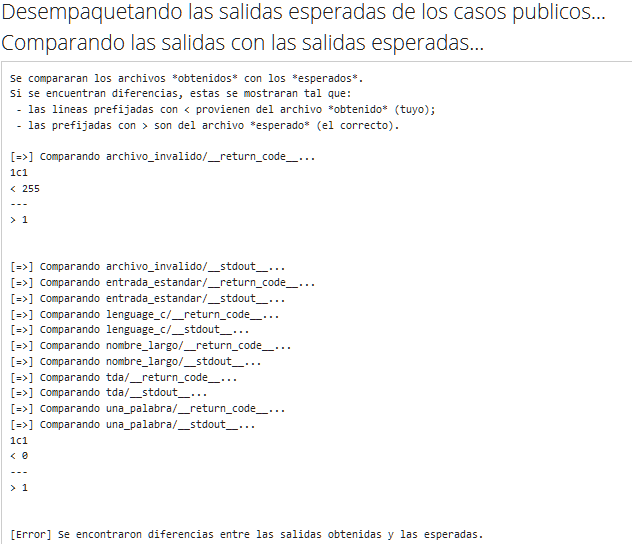 Desempaquetando las salidas esperadas de los casos publicos...
Comparando las salidas con las salidas esperadas...
Se compararan los archivos *obtenidos* con los *esperados*.
Si se encuentran diferencias, estas se mostraran tal que:
- las lineas prefijadas con < provienen del archivo *obtenido* (tuyo);
- las prefijadas con > son del archivo *esperado* (el correcto).
[=>] Comparando archivo_invalido/__return_code__...
1c1
< 255
---
> 1
[=>] Comparando archivo_invalido/__stdout__...
[=>] Comparando entrada_estandar/__return_code__...
[=>] Comparando entrada_estandar/__stdout__...
[=>] Comparando lenguage_c/__return_code__...
[=>] Comparando lenguage_c/__stdout__...
[=>] Comparando nombre_largo/__return_code__...
[=>] Comparando nombre_largo/__stdout__...
[=>] Comparando tda/__return_code__...
[=>] Comparando tda/__stdout__...
[=>] Comparando una_palabra/__return_code__...
[=>] Comparando una_palabra/__stdout__...
1c1
< 0
---
> 1
[Error] Se encontraron diferencias entre las salidas obtenidas y las esperadas.